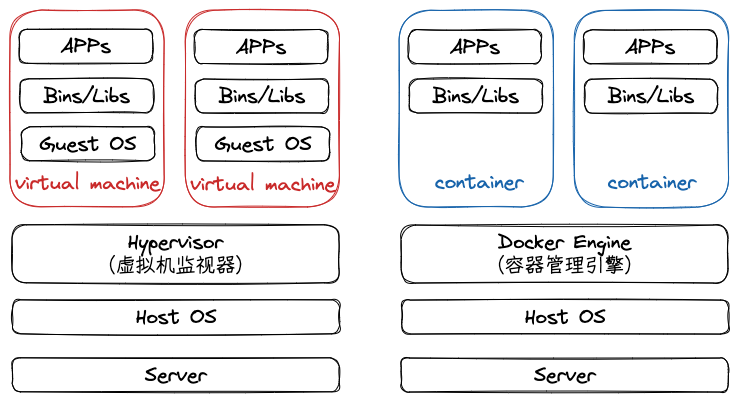 APPs
Bins/Libs
Guest OS
virtual machine
APPs
Bins/Libs
Guest OS
virtual machine
Hypervisor
(虚拟机监视器)
Host OS
Server
APPs
Bins/Libs
container
APPs
Bins/Libs
container
Docker Engine
(容器管理引擎)
Host OS
Server